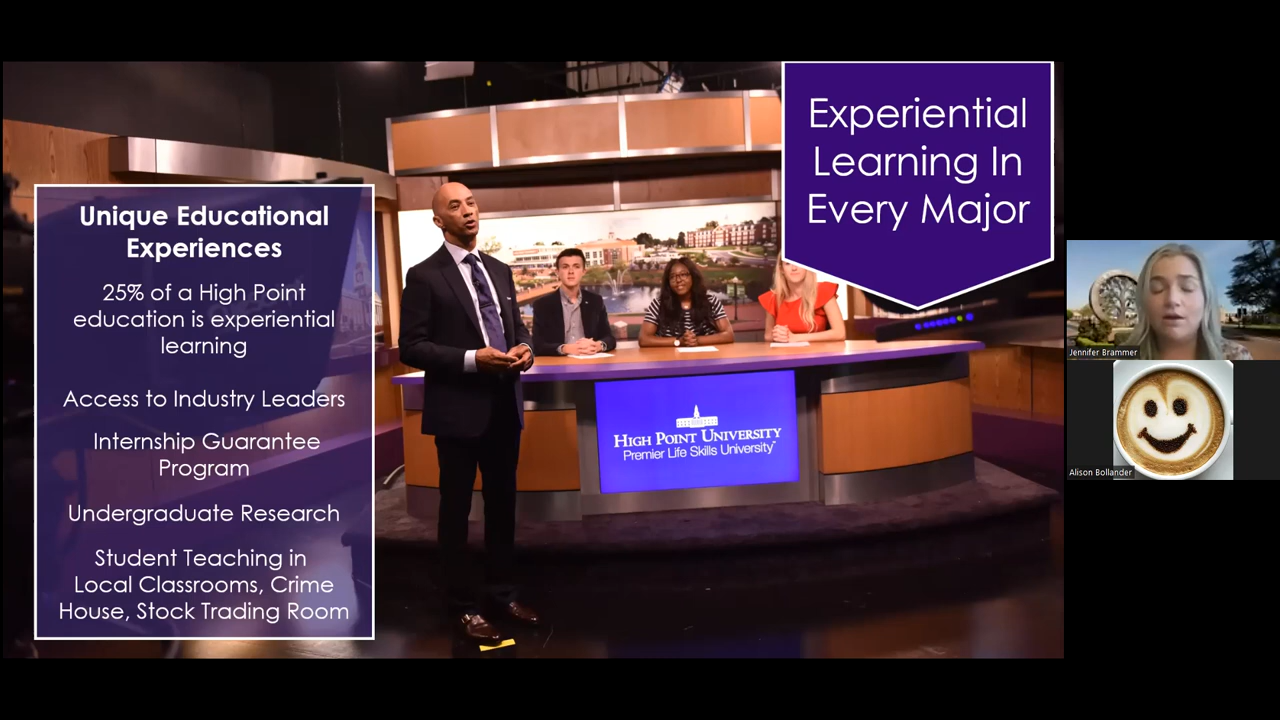 Experiential
Learning In
Every Major
Unique Educational
Experiences
25% of a High Point
education is experiential
learning
Access to Industry Leaders
Internship Guarantee
Program
Undergraduate Research
Student Teaching in
Local Classrooms, Crime
House, Stock Trading Room
HIGH POINT UNIVERSITY
Premier Life Skills University™
Jennifer Brammer
Alison Bollander